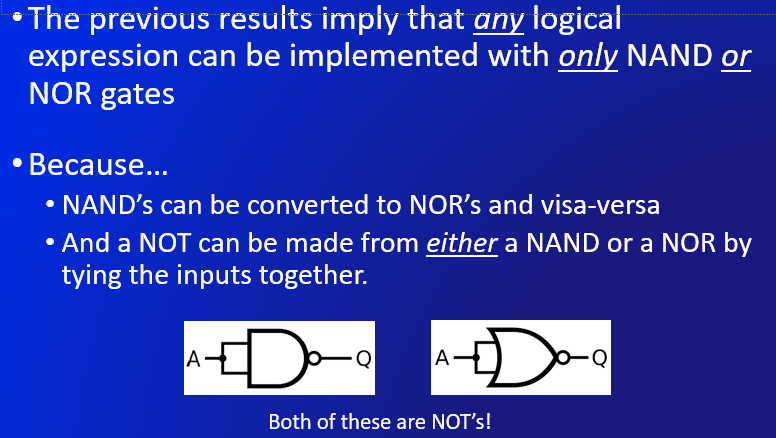 • The previous results imply that any logical
expression can be implemented with only NAND or
NOR gates
• Because...
• NAND's can be converted to NOR's and visa-versa
• And a NOT can be made from either a NAND or a NOR by
tying the inputs together.
A Q A Q
Both of these are NOT's!